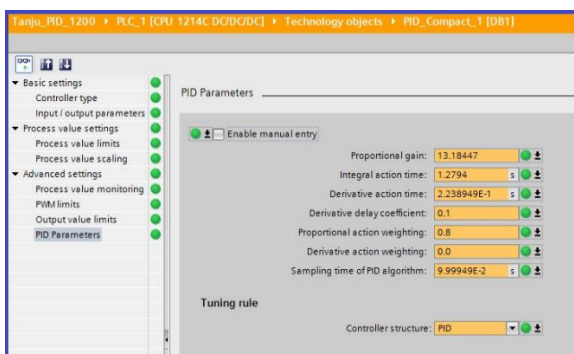 Tanju_PID_1200 ▸ PLC_1 [CPU 1214C DC/DC/DC] ▸ Technology objects ▸ PID_Compact_1 [DB1]
Basic settings
Controller type
Input / output parameters
Process value settings
Process value limits
Process value scaling
Advanced settings
Process value monitoring
PWM limits
Output value limits
PID Parameters
PID Parameters
Enable manual entry
Proportional gain: 13.18447
Integral action time: 1.2794 s
Derivative action time: 2.238949E-1 s
Derivative delay coefficient: 0.1
Proportional action weighting: 0.8
Derivative action weighting: 0.0
Sampling time of PID algorithm: 9.99949E-2 s
Tuning rule
Controller structure: PID